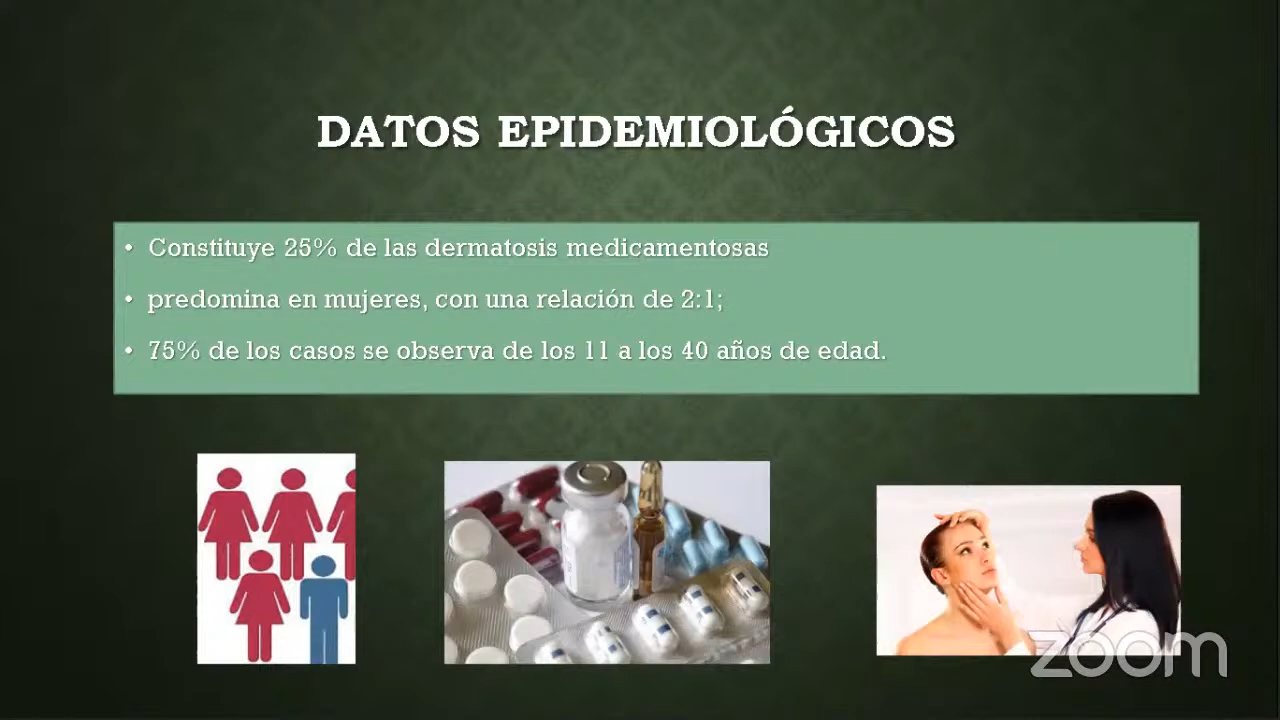 DATOS EPIDEMIOLÓGICOS
• Constituye 25% de las dermatosis medicamentosas
• predomina en mujeres, con una relación de 2:1;
• 75% de los casos se observa de los 11 a los 40 años de edad.
zoom